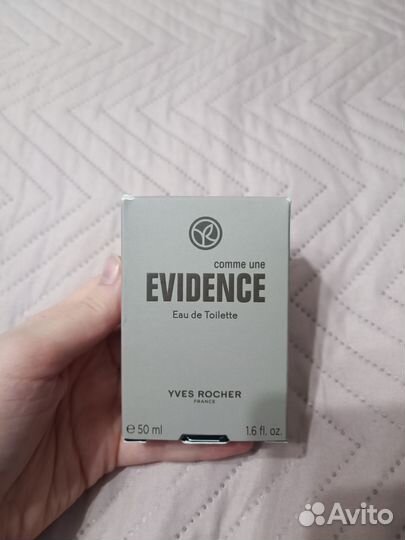 comme une
EVIDENCE
Eau de Toilette
YVES ROCHER
FRANCE
℮ 50 ml 1.6 fl. oz.
Avito